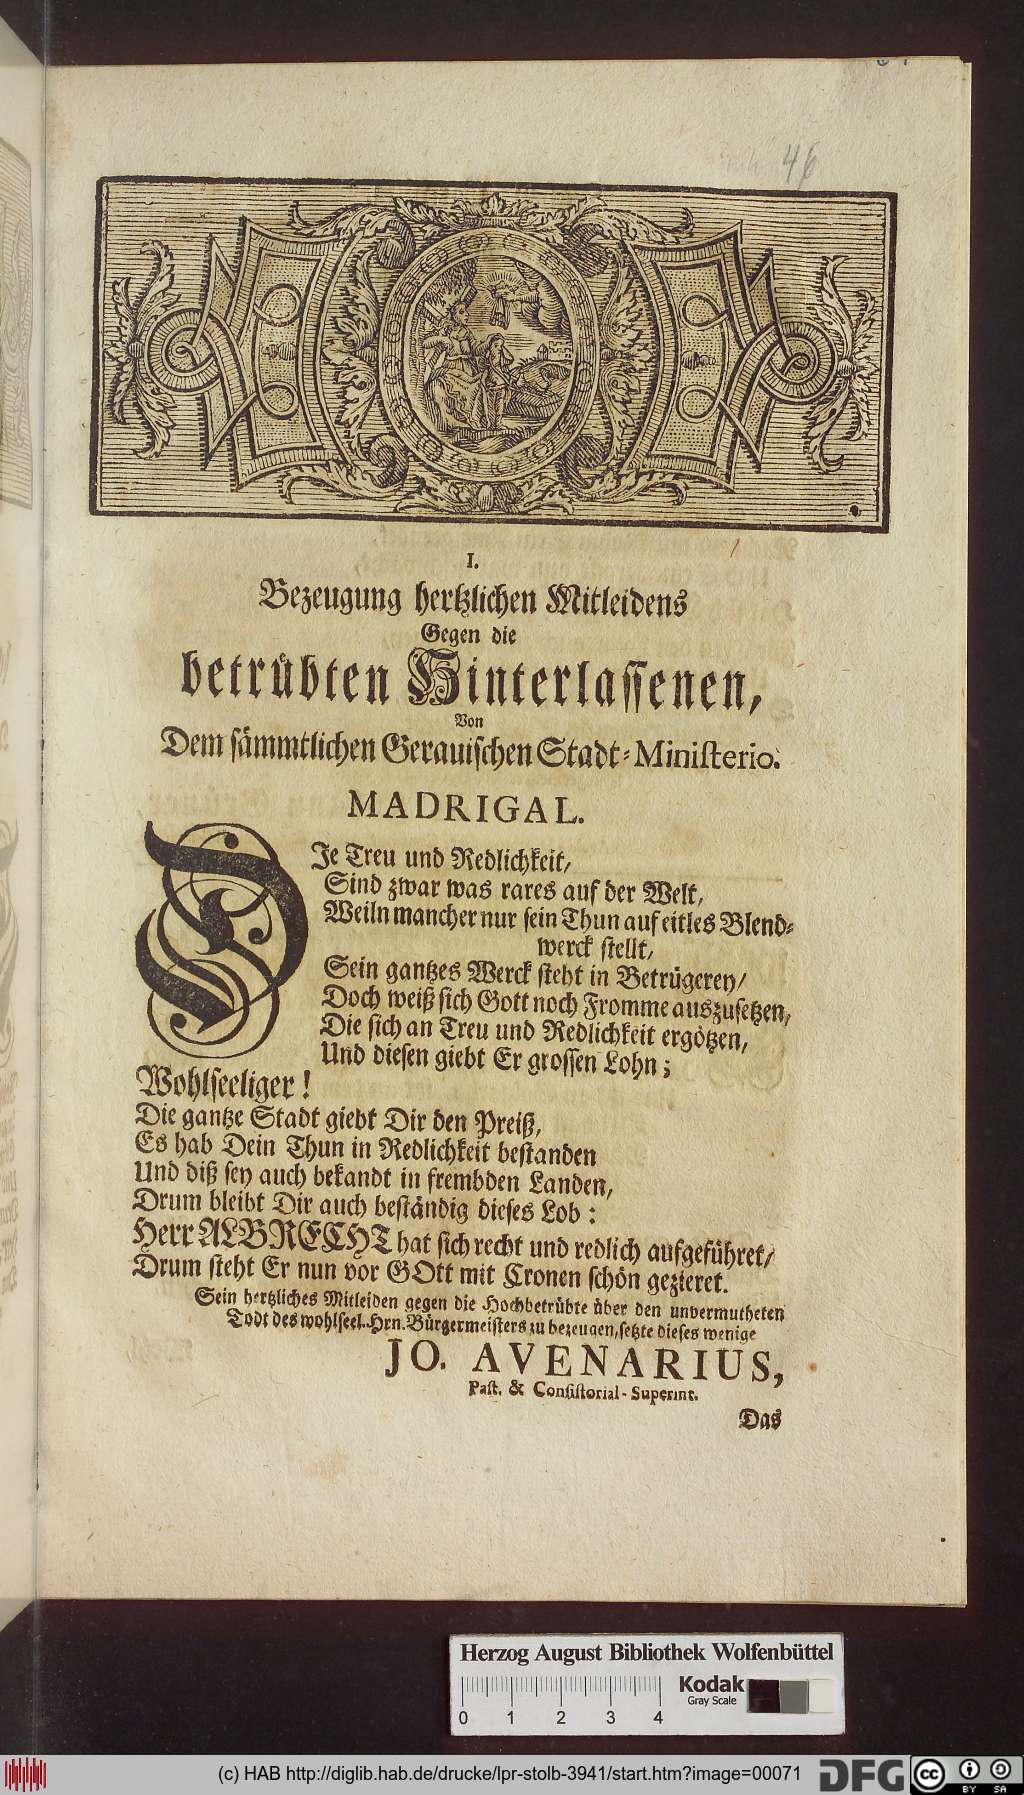 46
I.
Bezeugung hertzlichen Mitleidens
Gegen die
betrübten Hinterlassenen,
Von
Dem sämmtlichen Gerauischen Stadt-Ministerio.
MADRIGAL.
DJe Treu und Redlichkeit/
Sind zwar was rares auf der Welt,
Weiln mancher nur sein Thun auf eitles Blend-
werck stellt,
Sein gantzes Werck steht in Betrügerey/
Doch weiß sich Gott noch Fromme auszusetzen,
Die sich an Treu und Redlichkeit ergötzen,
Und diesen giebt Er grossen Lohn;
Wohlseeliger!
Die gantze Stadt giebt Dir den Preiß,
Es hab Dein Thun in Redlichkeit bestanden
Und diß sey auch bekandt in frembden Landen,
Drum bleibt Dir auch beständig dieses Lob:
Herr ALBRECHT hat sich recht und redlich aufgeführet/
Drum steht Er nun vor GOtt mit Cronen schön gezieret.
Sein hertzliches Mitleiden gegen die Hochbetrübte über den unvermutheten
Todt des wohlseel. Hrn. Bürgermeisters zu bezeugen, setzte dieses wenige
JO. AVENARIUS,
Past. & Consistorial-Superint.
Das
Herzog August Bibliothek Wolfenbüttel
Kodak
Gray Scale
0 1 2 3 4
(c) HAB http://diglib.hab.de/drucke/lpr-stolb-3941/start.htm?image=00071
DFG
cc BY SA